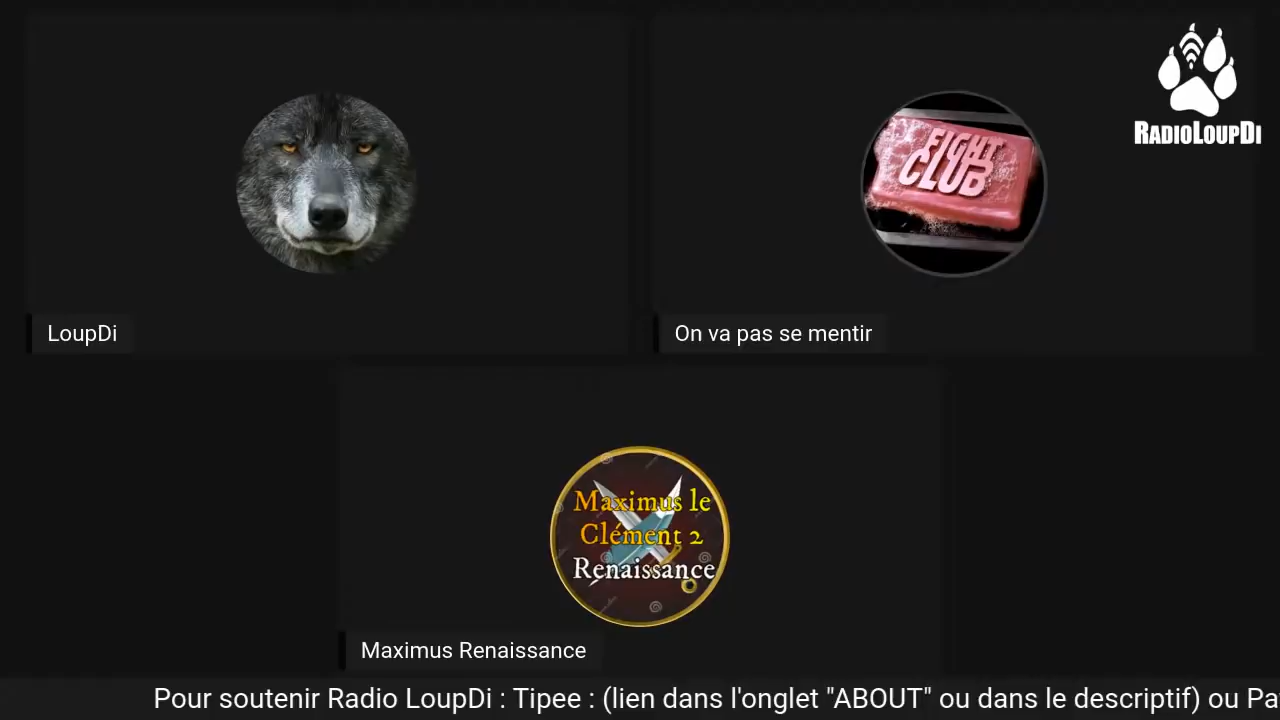 RADIOLOUPDI
FIGHT
CLUB
LoupDi
On va pas se mentir
Maximus le
Clément 2
Renaissance
Maximus Renaissance
Pour soutenir Radio LoupDi : Tipee : (lien dans l'onglet "ABOUT" ou dans le descriptif) ou Pa